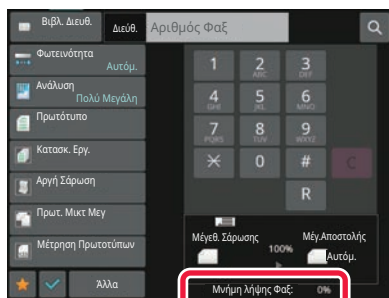 Βιβλ. Διευθ.
Διεύθ.
Αριθμός Φαξ
Φωτεινότητα
Αυτόμ.
Ανάλυση
Πολύ Μεγάλη
Πρωτότυπο
Κατασκ. Εργ.
Αργή Σάρωση
Πρωτ. Μικτ Μεγ
Μέτρηση Πρωτοτύπων
Άλλα
1 2 3
ABC DEF
4 5 6
GHI JKL MNO
7 8 9
PQRS TUV WXYZ
0 # C
R
Μέγεθ. Σάρωσης
100%
Μέγ.Αποστολής
Αυτόμ.
Μνήμη λήψης Φαξ: 0%